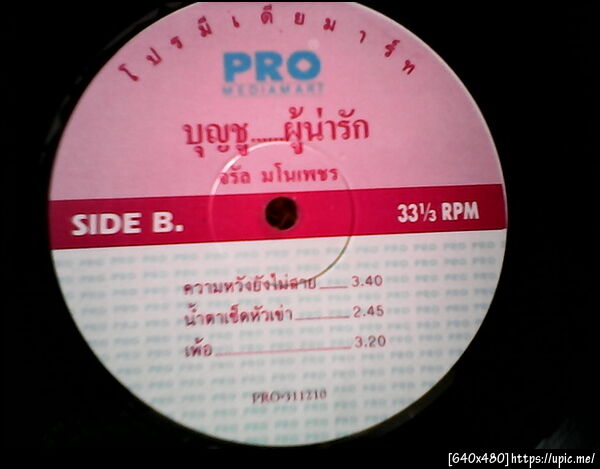 โปรมีเดียมาร์ท
PRO
MEDIAMART
บุญชู......ผู้น่ารัก
จรัล มโนเพชร
SIDE B.
33⅓ RPM
ความหวังยังไม่สาย 3.40
น้ำตาเช็ดหัวเข่า 2.45
เพ้อ 3.20
PRO-311210
[640x480]https://upic.me/